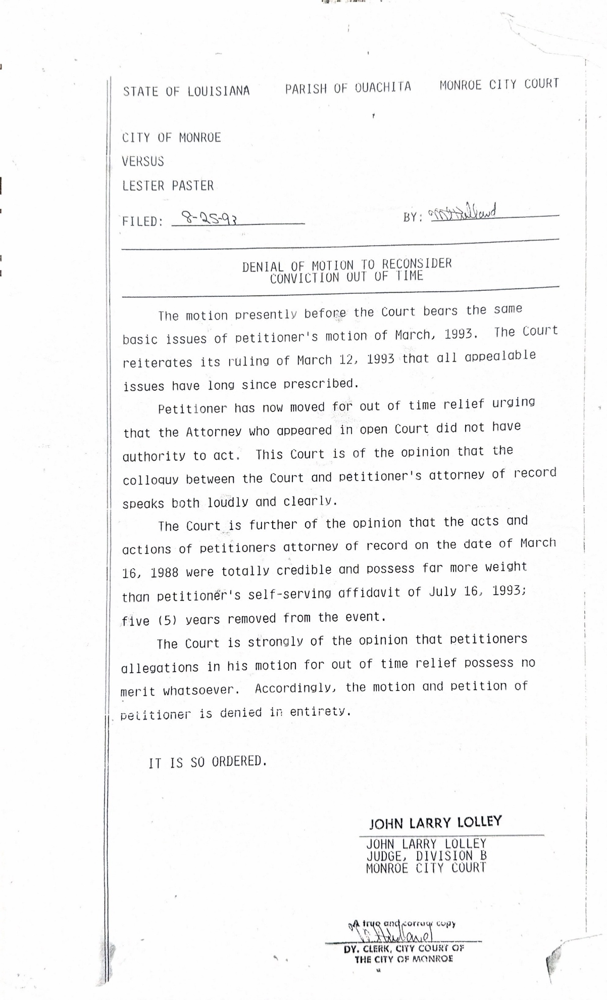 STATE OF LOUISIANA PARISH OF OUACHITA MONROE CITY COURT
CITY OF MONROE
VERSUS
LESTER PASTER
FILED: 8-25-93 BY:
DENIAL OF MOTION TO RECONSIDER
CONVICTION OUT OF TIME
The motion presently before the Court bears the same
basic issues of petitioner's motion of March, 1993. The Court
reiterates its ruling of March 12, 1993 that all appealable
issues have long since prescribed.
Petitioner has now moved for out of time relief urging
that the Attorney who appeared in open Court did not have
authority to act. This Court is of the opinion that the
colloquy between the Court and petitioner's attorney of record
speaks both loudly and clearly.
The Court is further of the opinion that the acts and
actions of petitioners attorney of record on the date of March
16, 1988 were totally credible and possess far more weight
than petitioner's self-serving affidavit of July 16, 1993;
five (5) years removed from the event.
The Court is strongly of the opinion that petitioners
allegations in his motion for out of time relief possess no
merit whatsoever. Accordingly, the motion and petition of
petitioner is denied in entirety.
IT IS SO ORDERED.
JOHN LARRY LOLLEY
JOHN LARRY LOLLEY
JUDGE, DIVISION B
MONROE CITY COURT
A true and correct copy
DY. CLERK, CITY COURT OF
THE CITY OF MONROE